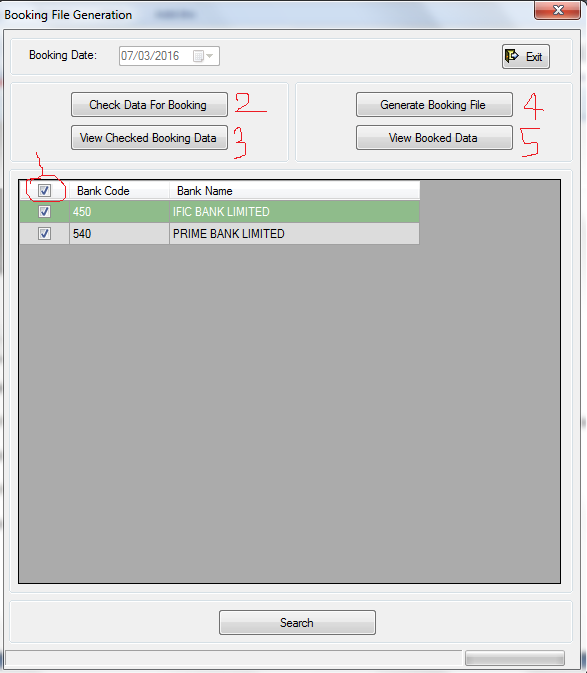 Booking File Generation
Booking Date: 07/03/2016 Exit
Check Data For Booking 2 Generate Booking File 4
View Checked Booking Data 3 View Booked Data 5
1
Bank Code Bank Name
450 IFIC BANK LIMITED
540 PRIME BANK LIMITED
Search